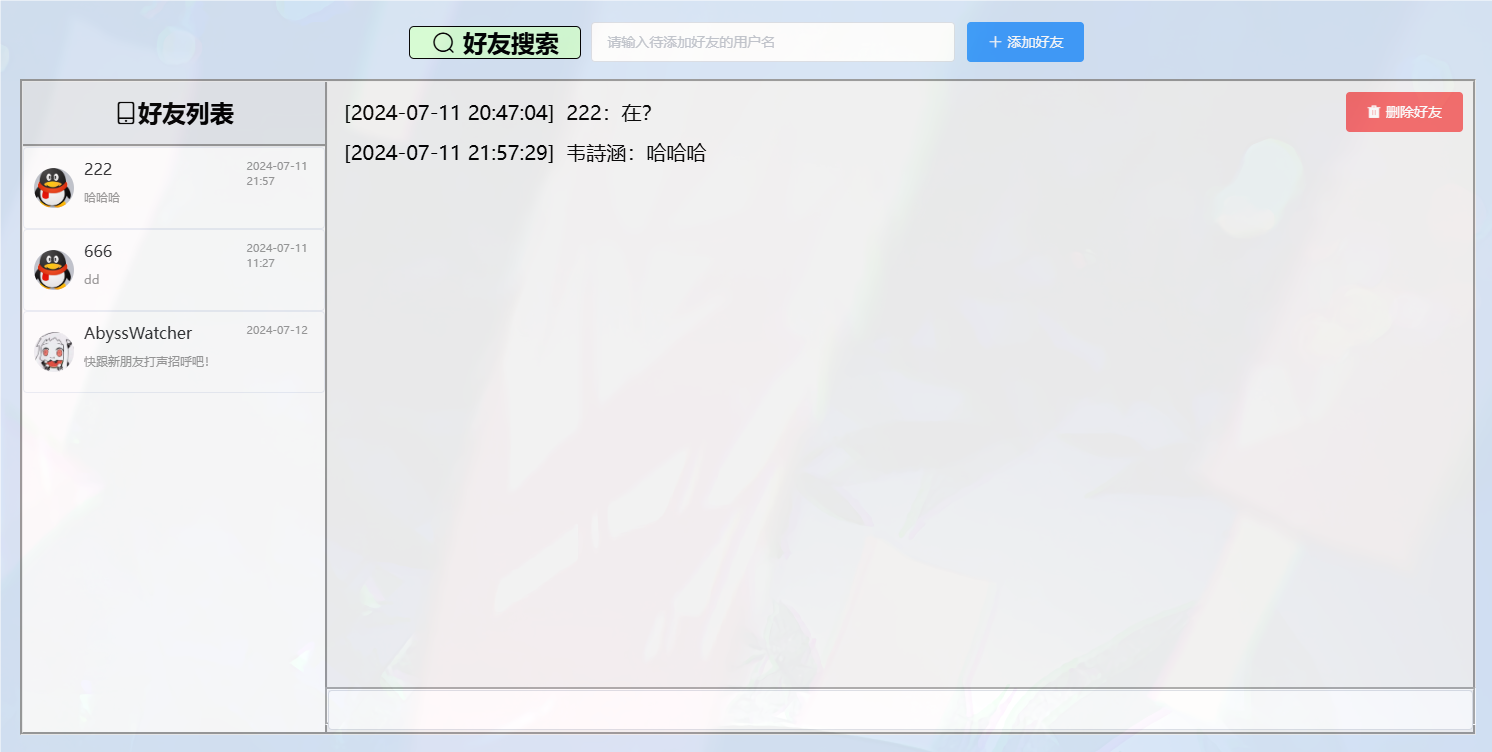 好友搜索
请输入待添加好友的用户名
添加好友
好友列表
222
2024-07-11
21:57
哈哈哈
666
2024-07-11
11:27
dd
AbyssWatcher
2024-07-12
快跟新朋友打声招呼吧！
[2024-07-11 20:47:04] 222：在？
[2024-07-11 21:57:29] 韦詩涵：哈哈哈
删除好友